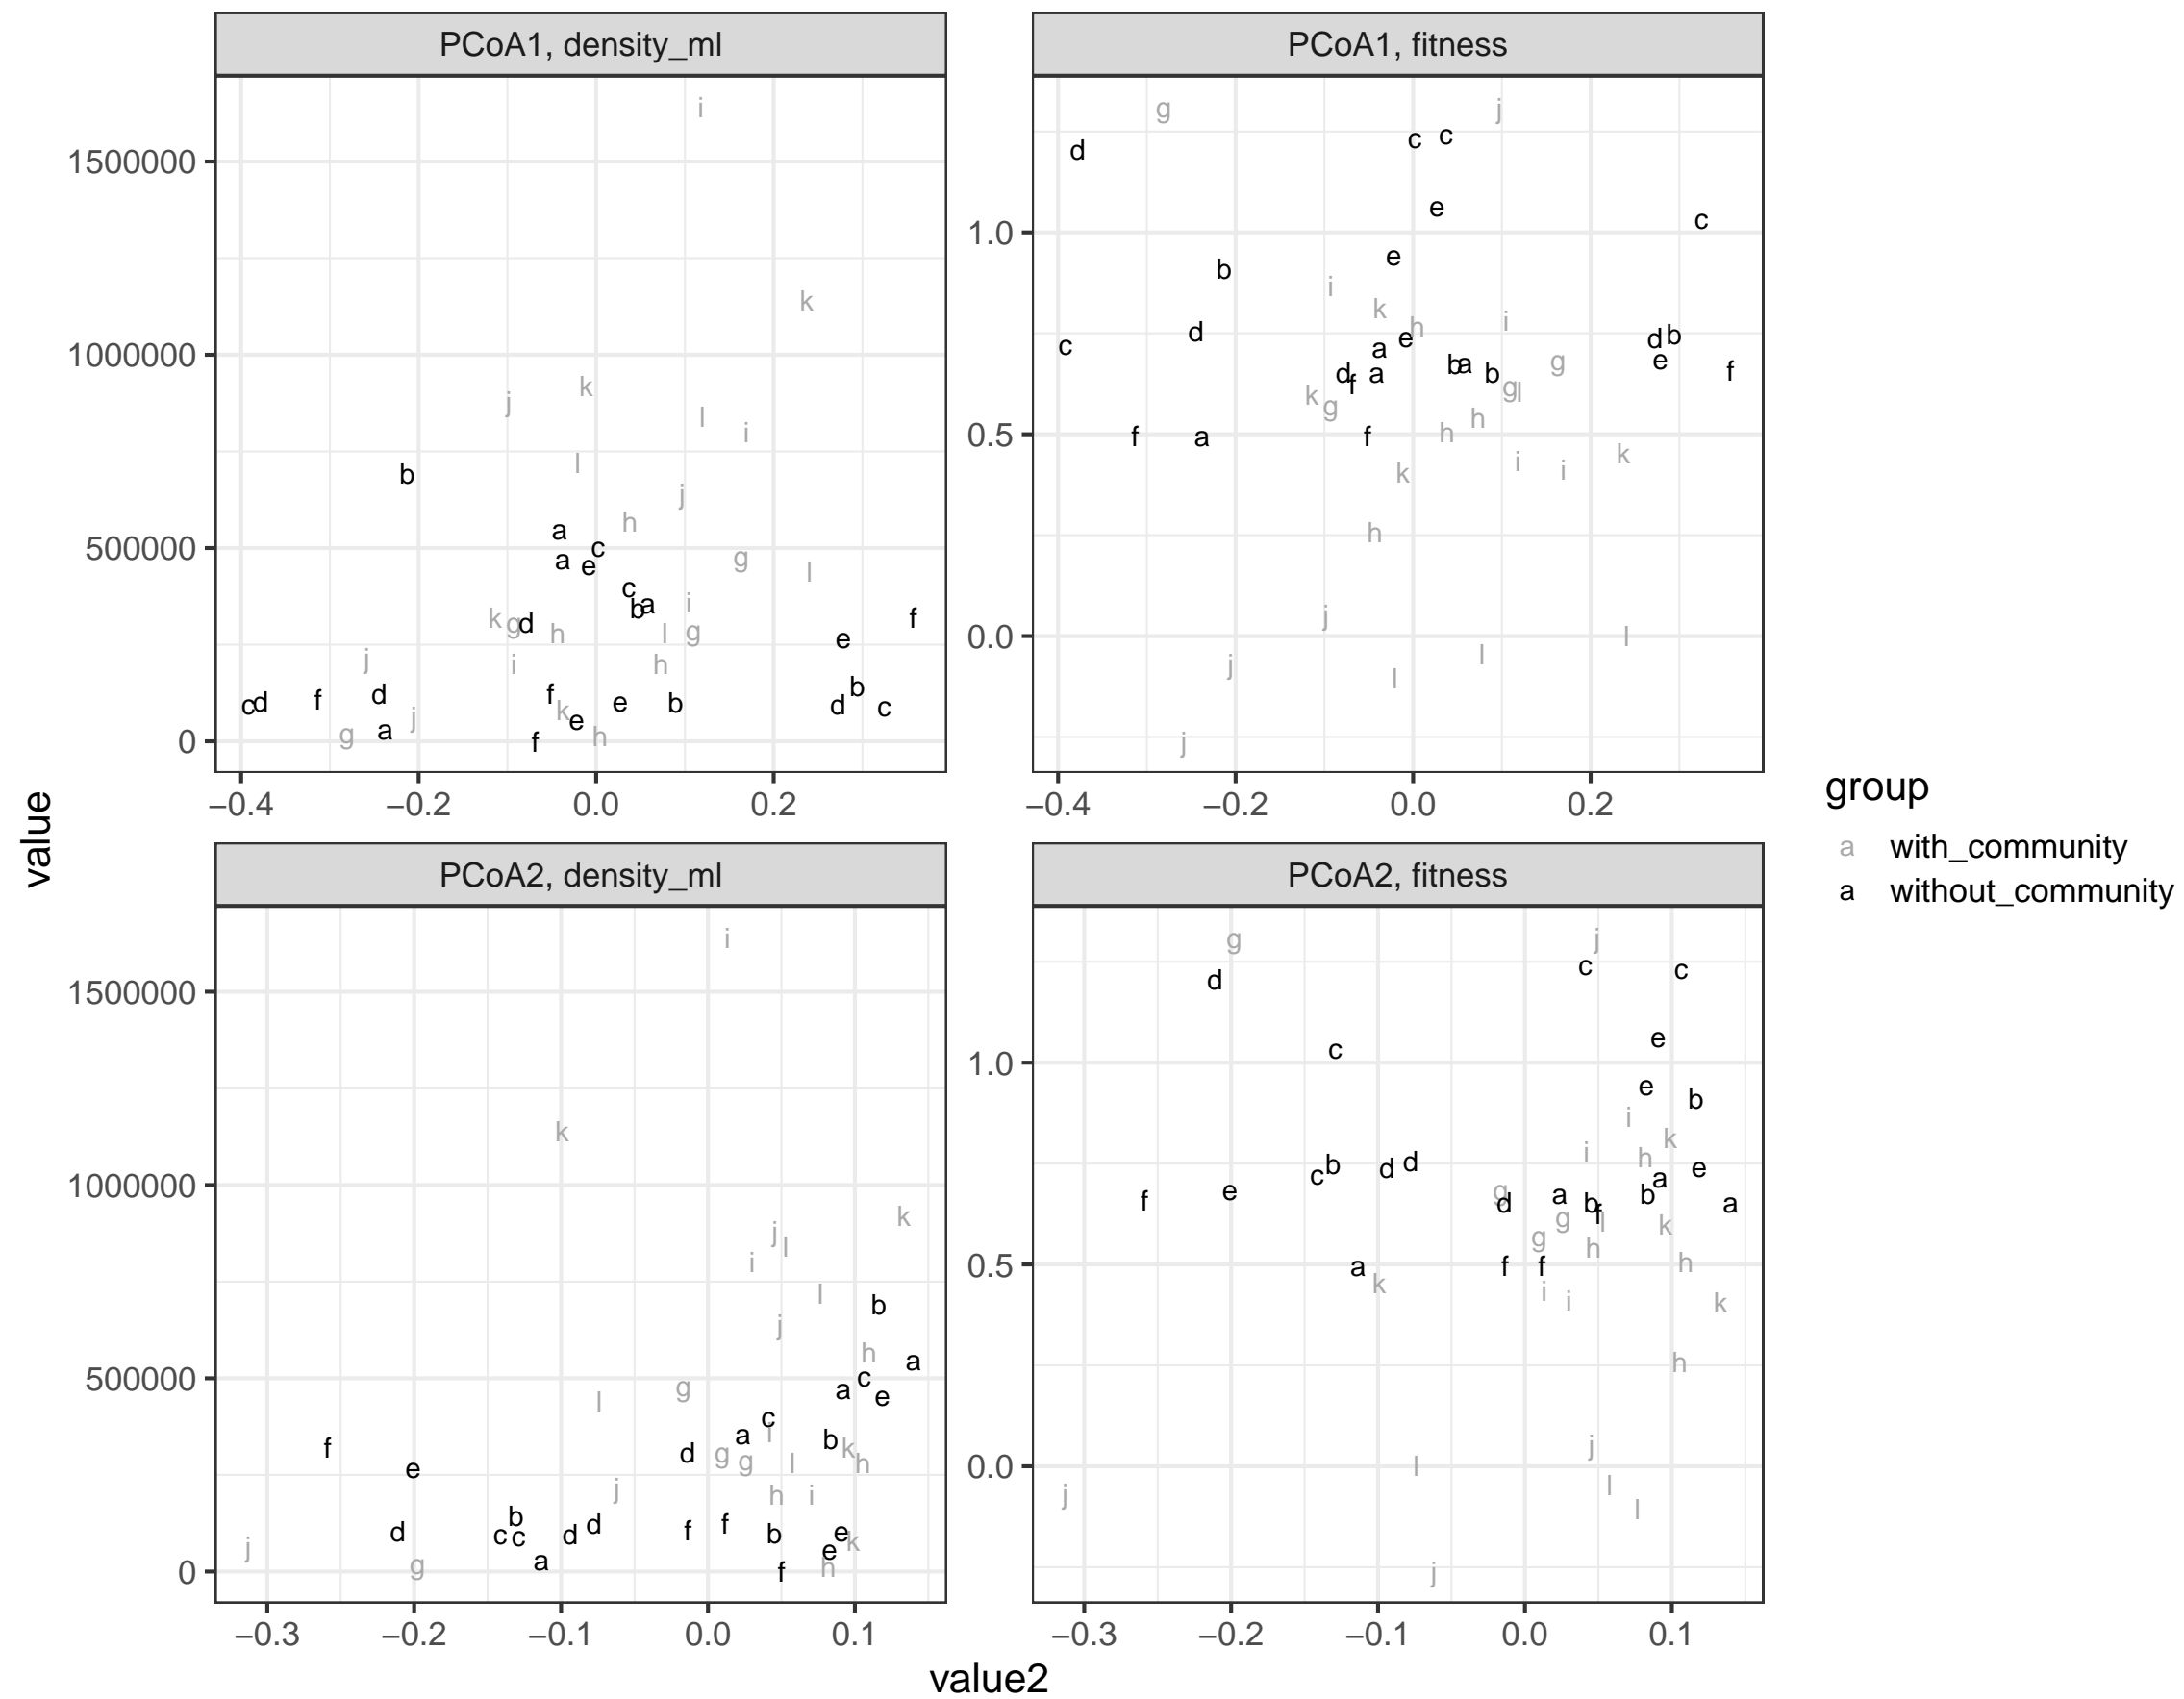 PCoA1, density_ml
PCoA1, fitness
1500000
1000000
500000
0
1.0
0.5
0.0
−0.4 −0.2 0.0 0.2
−0.4 −0.2 0.0 0.2
PCoA2, density_ml
PCoA2, fitness
1500000
1000000
500000
0
1.0
0.5
0.0
−0.3 −0.2 −0.1 0.0 0.1
−0.3 −0.2 −0.1 0.0 0.1
value
value2
group
a with_community
a without_community